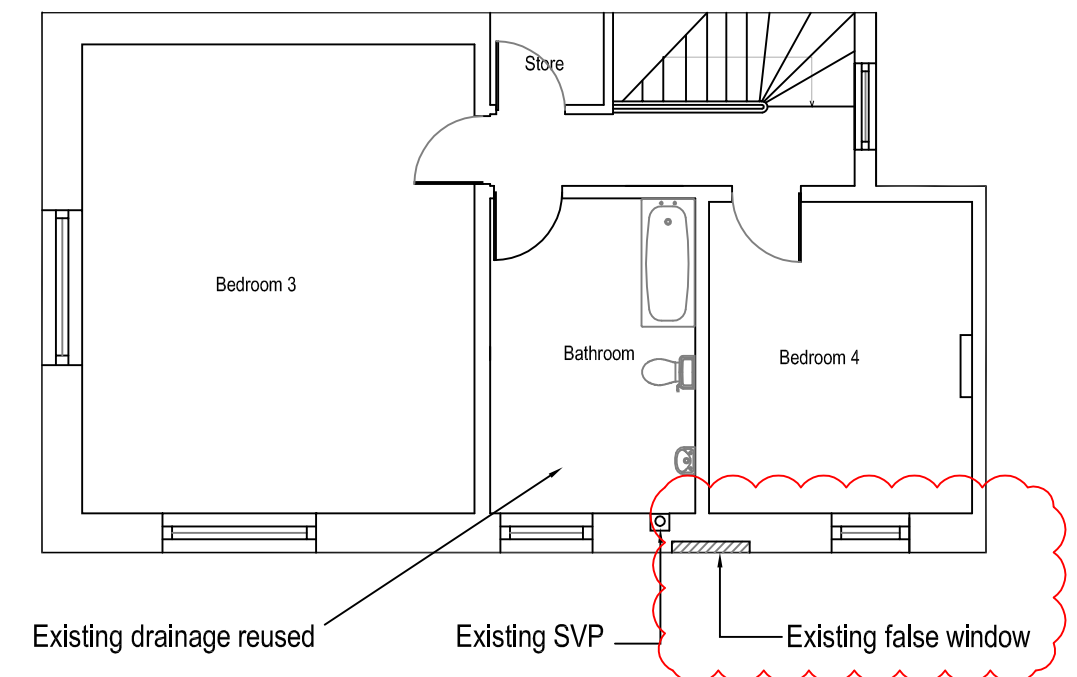 Store
Bedroom 3
Bathroom
Bedroom 4
Existing drainage reused
Existing SVP
Existing false window